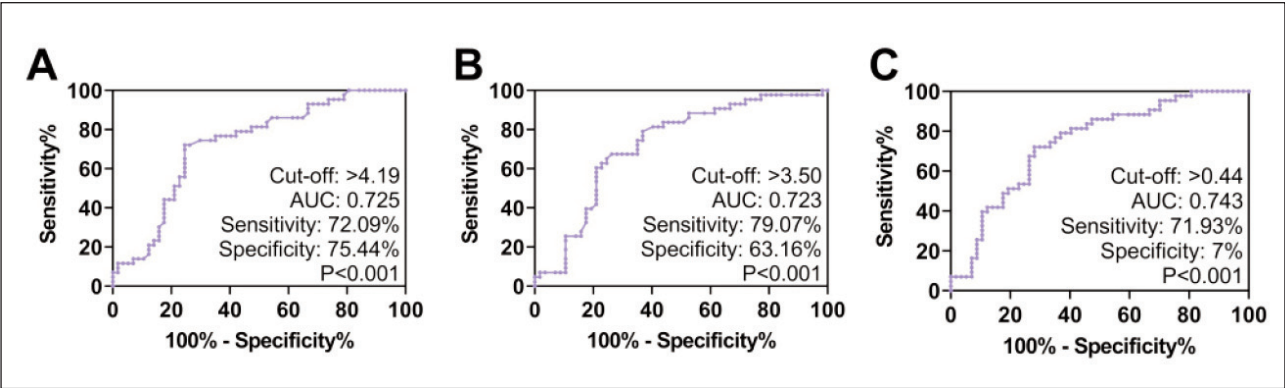 A
100
80
60
40
20
0
Sensitivity%
Cut-off: >4.19
AUC: 0.725
Sensitivity: 72.09%
Specificity: 75.44%
P<0.001
0 20 40 60 80 100
100% - Specificity%
B
100
80
60
40
20
0
Sensitivity%
Cut-off: >3.50
AUC: 0.723
Sensitivity: 79.07%
Specificity: 63.16%
P<0.001
0 20 40 60 80 100
100% - Specificity%
C
100
80
60
40
20
0
Sensitivity%
Cut-off: >0.44
AUC: 0.743
Sensitivity: 71.93%
Specificity: 7%
P<0.001
0 20 40 60 80 100
100% - Specificity%